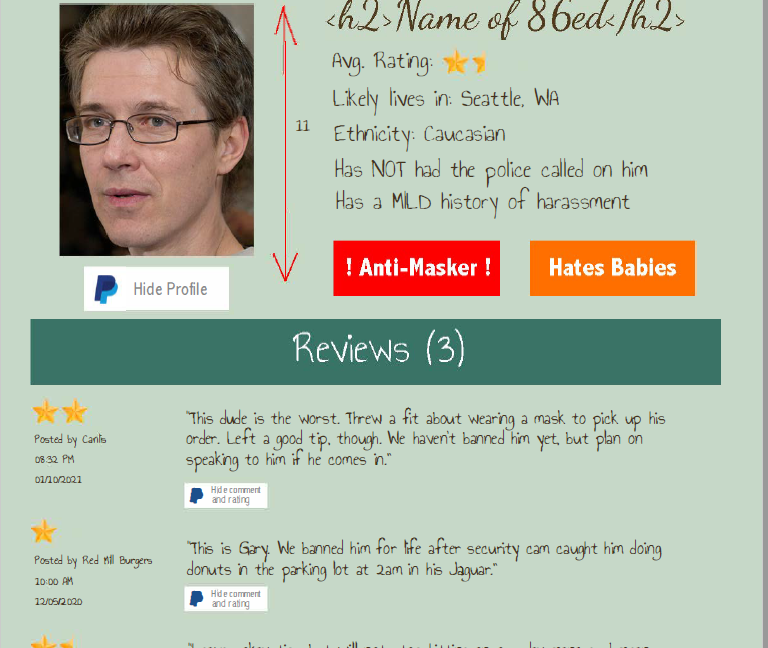 <h2>Name of 86ed</h2>
Avg. Rating:
Likely lives in: Seattle, WA
11
Ethnicity: Caucasian
Has NOT had the police called on him
Has a MILD history of harassment
! Anti-Masker !
Hates Babies
Hide Profile
Reviews (3)
"This dude is the worst. Threw a fit about wearing a mask to pick up his
order. Left a good tip, though. We haven't banned him yet, but plan on
speaking to him if he comes in."
Posted by Canlis
08:32 PM
01/10/2021
Hide comment
and rating
"This is Gary. We banned him for life after security cam caught him doing
donuts in the parking lot at 2am in his Jaguar."
Posted by Red Mill Burgers
10:00 AM
12/05/2020
Hide comment
and rating